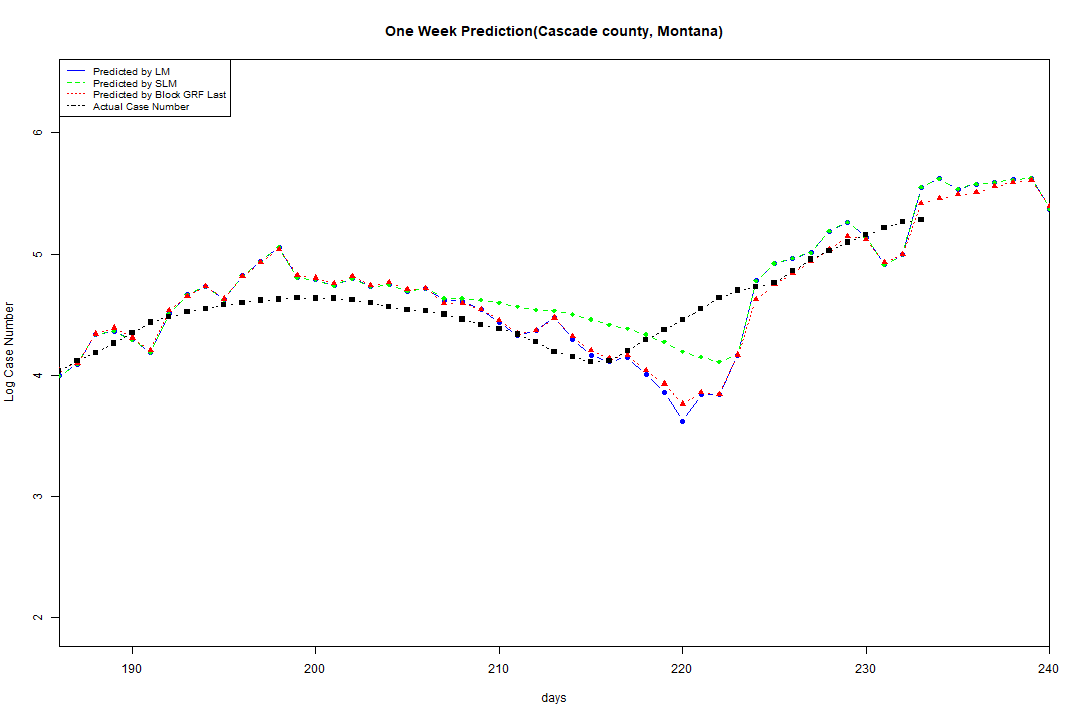 One Week Prediction(Cascade county, Montana)
Predicted by LM
Predicted by SLM
Predicted by Block GRF Last
Actual Case Number
6
5
4
3
2
Log Case Number
190 200 210 220 230 240
days